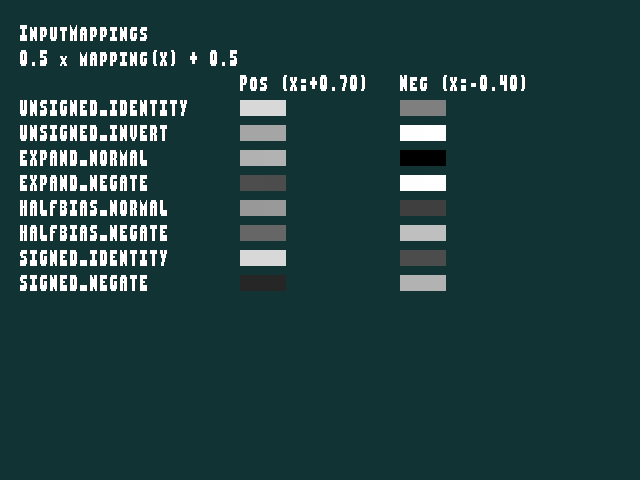 InputMappings
0.5 x mapping(x) + 0.5
Pos (x:+0.70) Neg (x:-0.40)
UNSIGNED_IDENTITY
UNSIGNED_INVERT
EXPAND_NORMAL
EXPAND_NEGATE
HALFBIAS_NORMAL
HALFBIAS_NEGATE
SIGNED_IDENTITY
SIGNED_NEGATE